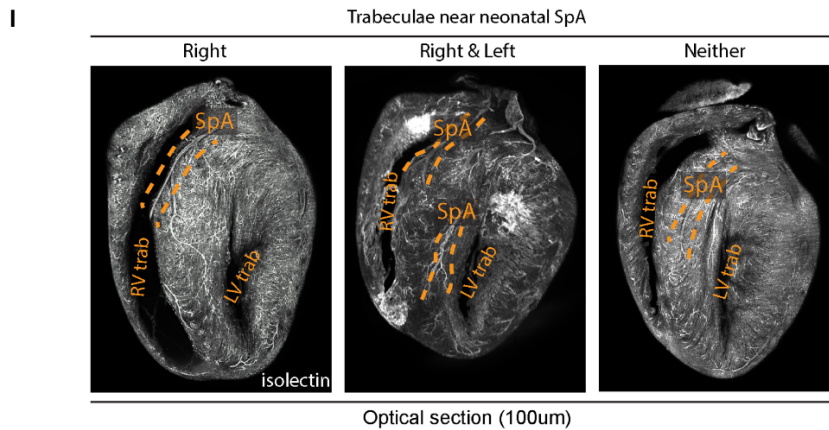 I
Trabeculae near neonatal SpA
Right
Right & Left
Neither
SpA
RV trab
LV trab
isolectin
SpA
RV trab
SpA
LV trab
SpA
RV trab
LV trab
Optical section (100um)